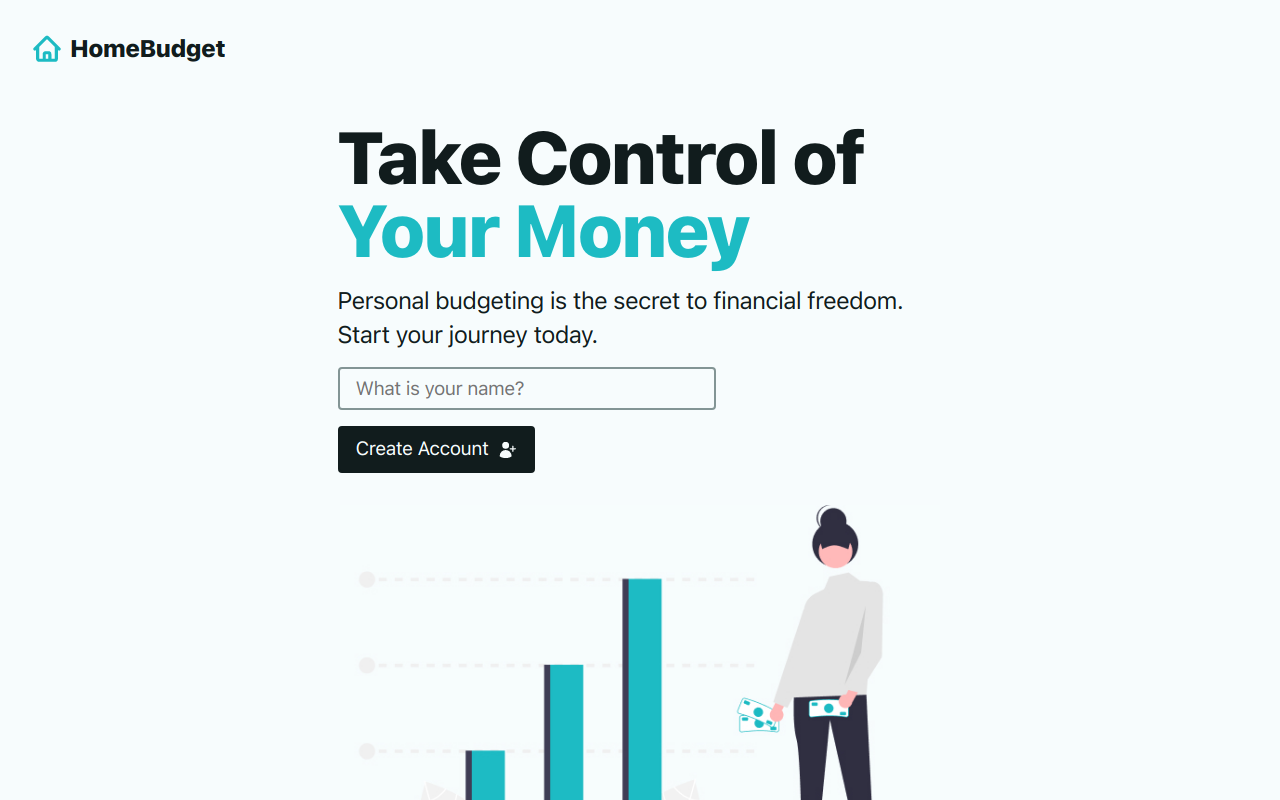 HomeBudget
Take Control of
Your Money
Personal budgeting is the secret to financial freedom.
Start your journey today.
What is your name?
Create Account